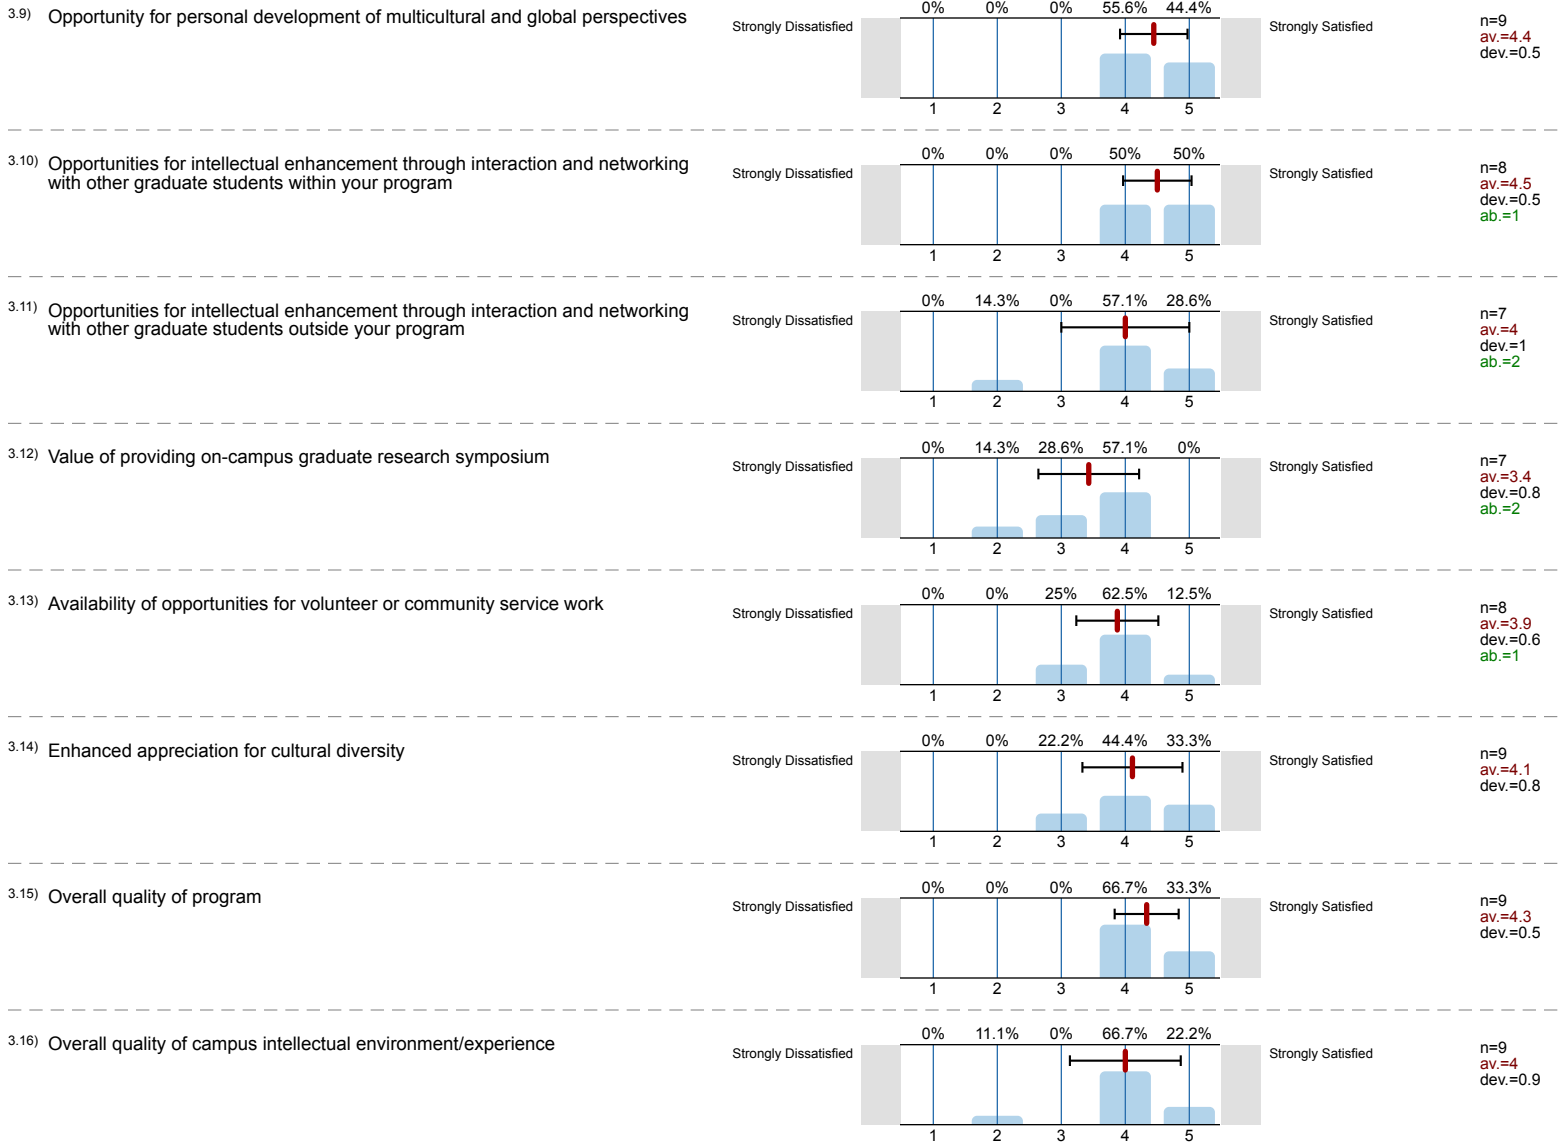 3.9) Opportunity for personal development of multicultural and global perspectives
0% 0% 0% 55.6% 44.4%
Strongly Dissatisfied Strongly Satisfied
n=9
av.=4.4
dev.=0.5
1 2 3 4 5
3.10) Opportunities for intellectual enhancement through interaction and networking
with other graduate students within your program
0% 0% 0% 50% 50%
Strongly Dissatisfied Strongly Satisfied
n=8
av.=4.5
dev.=0.5
ab.=1
1 2 3 4 5
3.11) Opportunities for intellectual enhancement through interaction and networking
with other graduate students outside your program
0% 14.3% 0% 57.1% 28.6%
Strongly Dissatisfied Strongly Satisfied
n=7
av.=4
dev.=1
ab.=2
1 2 3 4 5
3.12) Value of providing on-campus graduate research symposium
0% 14.3% 28.6% 57.1% 0%
Strongly Dissatisfied Strongly Satisfied
n=7
av.=3.4
dev.=0.8
ab.=2
1 2 3 4 5
3.13) Availability of opportunities for volunteer or community service work
0% 0% 25% 62.5% 12.5%
Strongly Dissatisfied Strongly Satisfied
n=8
av.=3.9
dev.=0.6
ab.=1
1 2 3 4 5
3.14) Enhanced appreciation for cultural diversity
0% 0% 22.2% 44.4% 33.3%
Strongly Dissatisfied Strongly Satisfied
n=9
av.=4.1
dev.=0.8
1 2 3 4 5
3.15) Overall quality of program
0% 0% 0% 66.7% 33.3%
Strongly Dissatisfied Strongly Satisfied
n=9
av.=4.3
dev.=0.5
1 2 3 4 5
3.16) Overall quality of campus intellectual environment/experience
0% 11.1% 0% 66.7% 22.2%
Strongly Dissatisfied Strongly Satisfied
n=9
av.=4
dev.=0.9
1 2 3 4 5